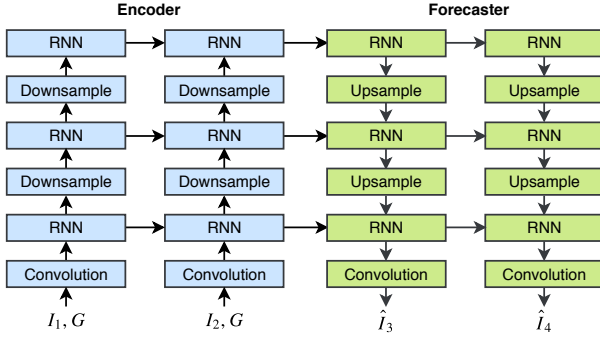 Encoder Forecaster
RNN RNN RNN RNN
Downsample Downsample Upsample Upsample
RNN RNN RNN RNN
Downsample Downsample Upsample Upsample
RNN RNN RNN RNN
Convolution Convolution Convolution Convolution
I₁, G I₂, G Î₃ Î₄